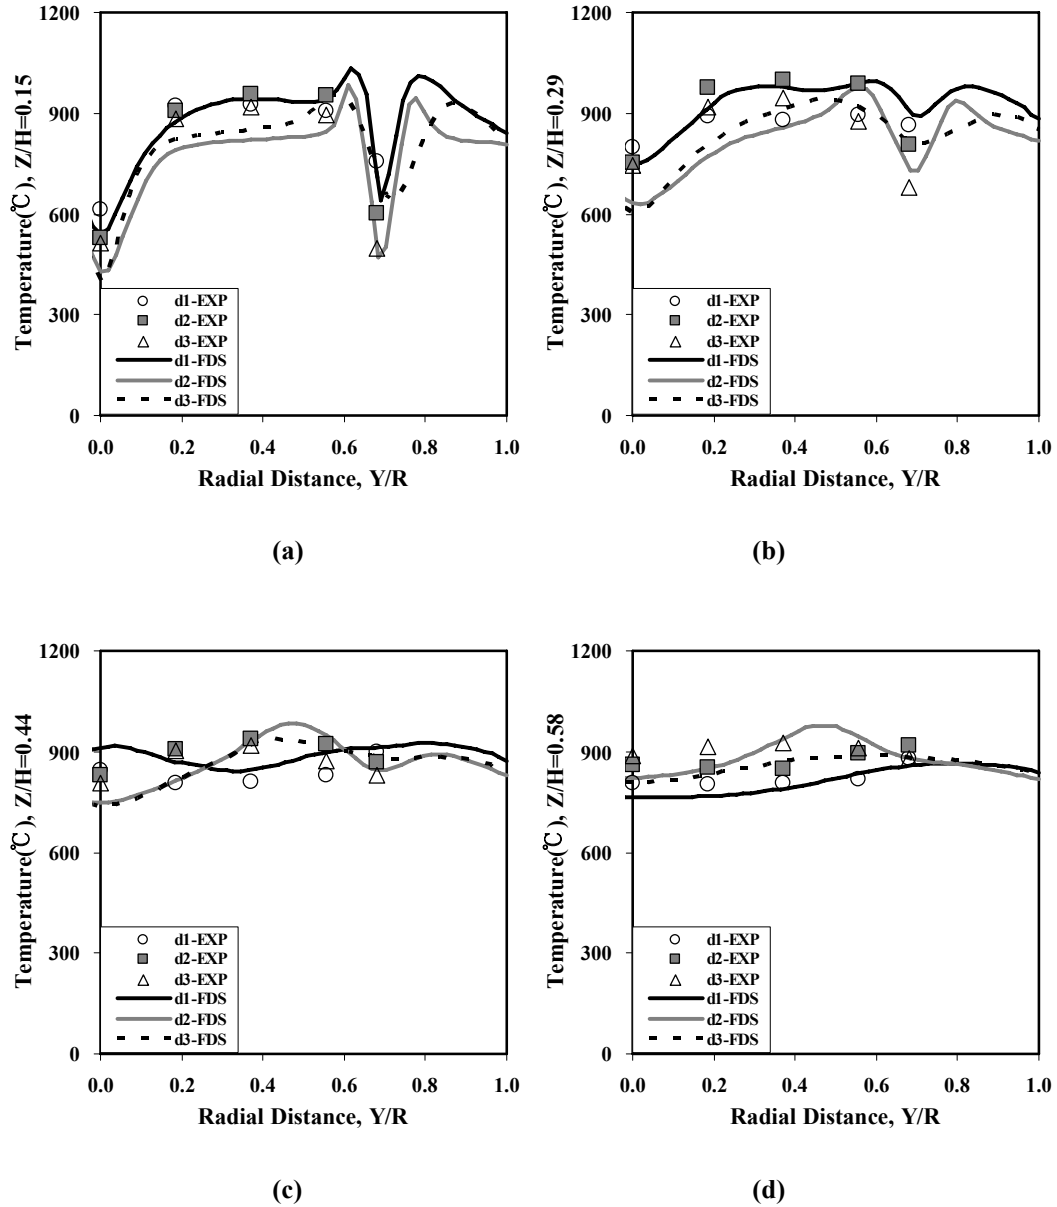 1200
900
600
300
0
Temperature(℃), Z/H=0.15
d1-EXP
d2-EXP
d3-EXP
d1-FDS
d2-FDS
d3-FDS
0.0 0.2 0.4 0.6 0.8 1.0
Radial Distance, Y/R
(a)
1200
900
600
300
0
Temperature(℃), Z/H=0.29
d1-EXP
d2-EXP
d3-EXP
d1-FDS
d2-FDS
d3-FDS
0.0 0.2 0.4 0.6 0.8 1.0
Radial Distance, Y/R
(b)
1200
900
600
300
0
Temperature(℃), Z/H=0.44
d1-EXP
d2-EXP
d3-EXP
d1-FDS
d2-FDS
d3-FDS
0.0 0.2 0.4 0.6 0.8 1.0
Radial Distance, Y/R
(c)
1200
900
600
300
0
Temperature(℃), Z/H=0.58
d1-EXP
d2-EXP
d3-EXP
d1-FDS
d2-FDS
d3-FDS
0.0 0.2 0.4 0.6 0.8 1.0
Radial Distance, Y/R
(d)